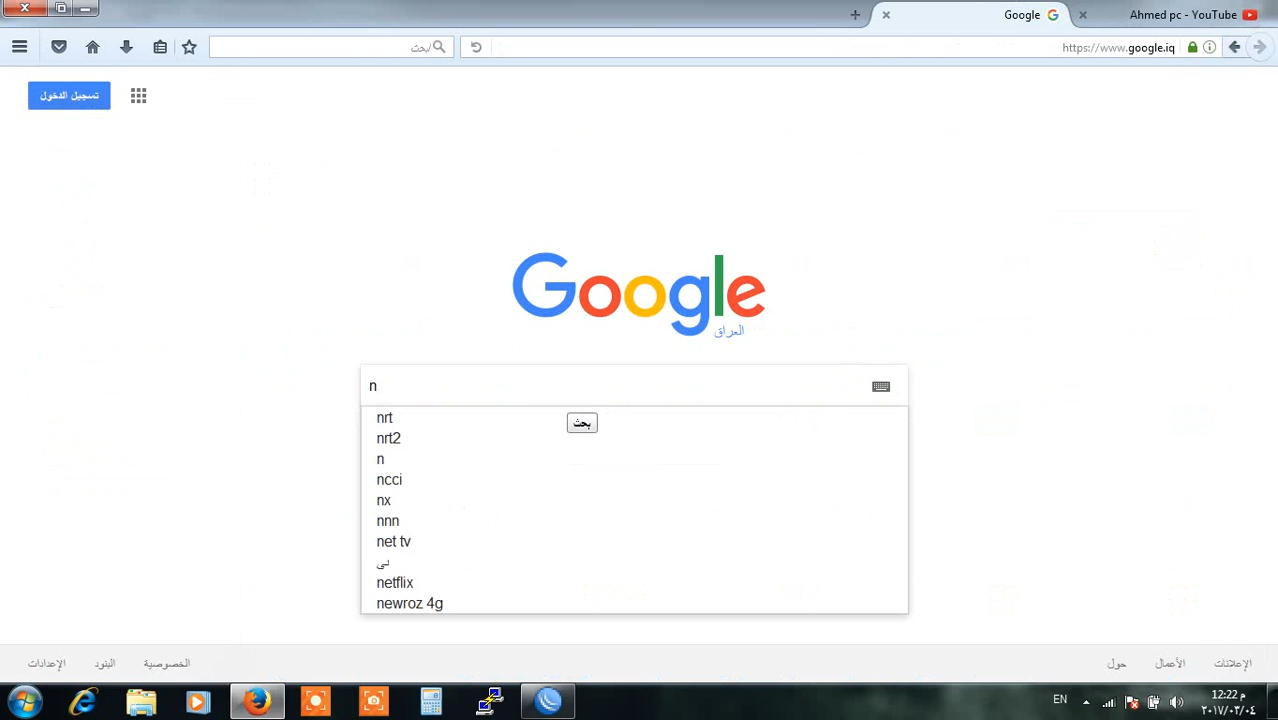 Google
Ahmed pc - YouTube
بحث
https://www.google.iq
تسجيل الدخول
Google
العراق
n
nrt
بحث
nrt2
n
ncci
nx
nnn
net tv
نی
netflix
newroz 4g
الإعلانات
الأعمال
حول
الخصوصية
البنود
الإعدادات
EN
12:22 م
٢٠١٧/٠٣/٠٤